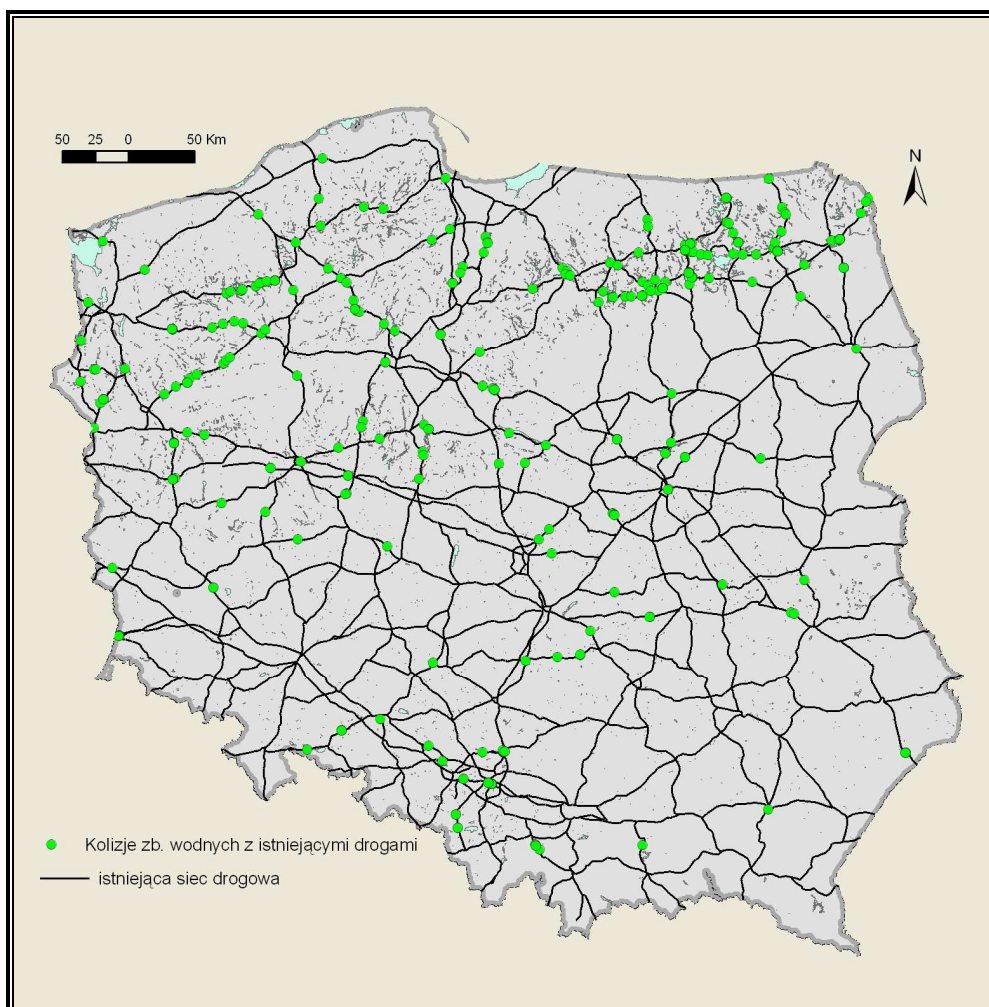 50 25 0 50 Km
N
Kolizje zb. wodnych z istniejącymi drogami
istniejąca siec drogowa